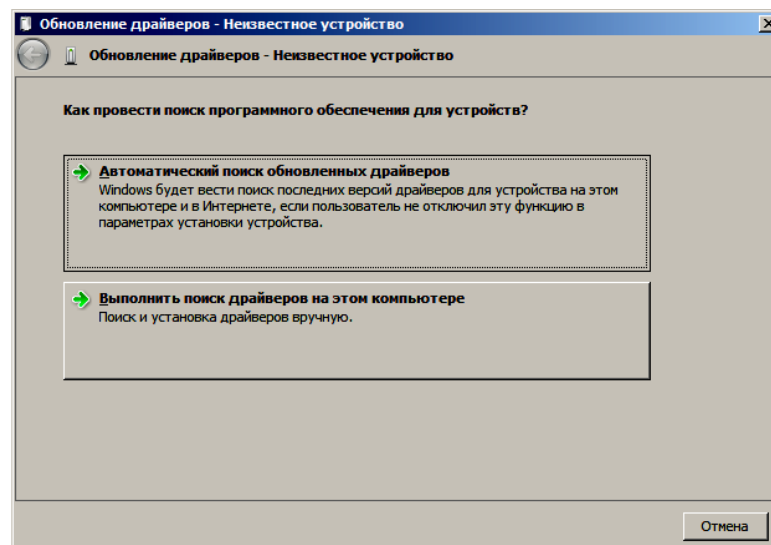 Обновление драйверов - Неизвестное устройство
Обновление драйверов - Неизвестное устройство
Как провести поиск программного обеспечения для устройств?
Автоматический поиск обновленных драйверов
Windows будет вести поиск последних версий драйверов для устройства на этом
компьютере и в Интернете, если пользователь не отключил эту функцию в
параметрах установки устройства.
Выполнить поиск драйверов на этом компьютере
Поиск и установка драйверов вручную.
Отмена